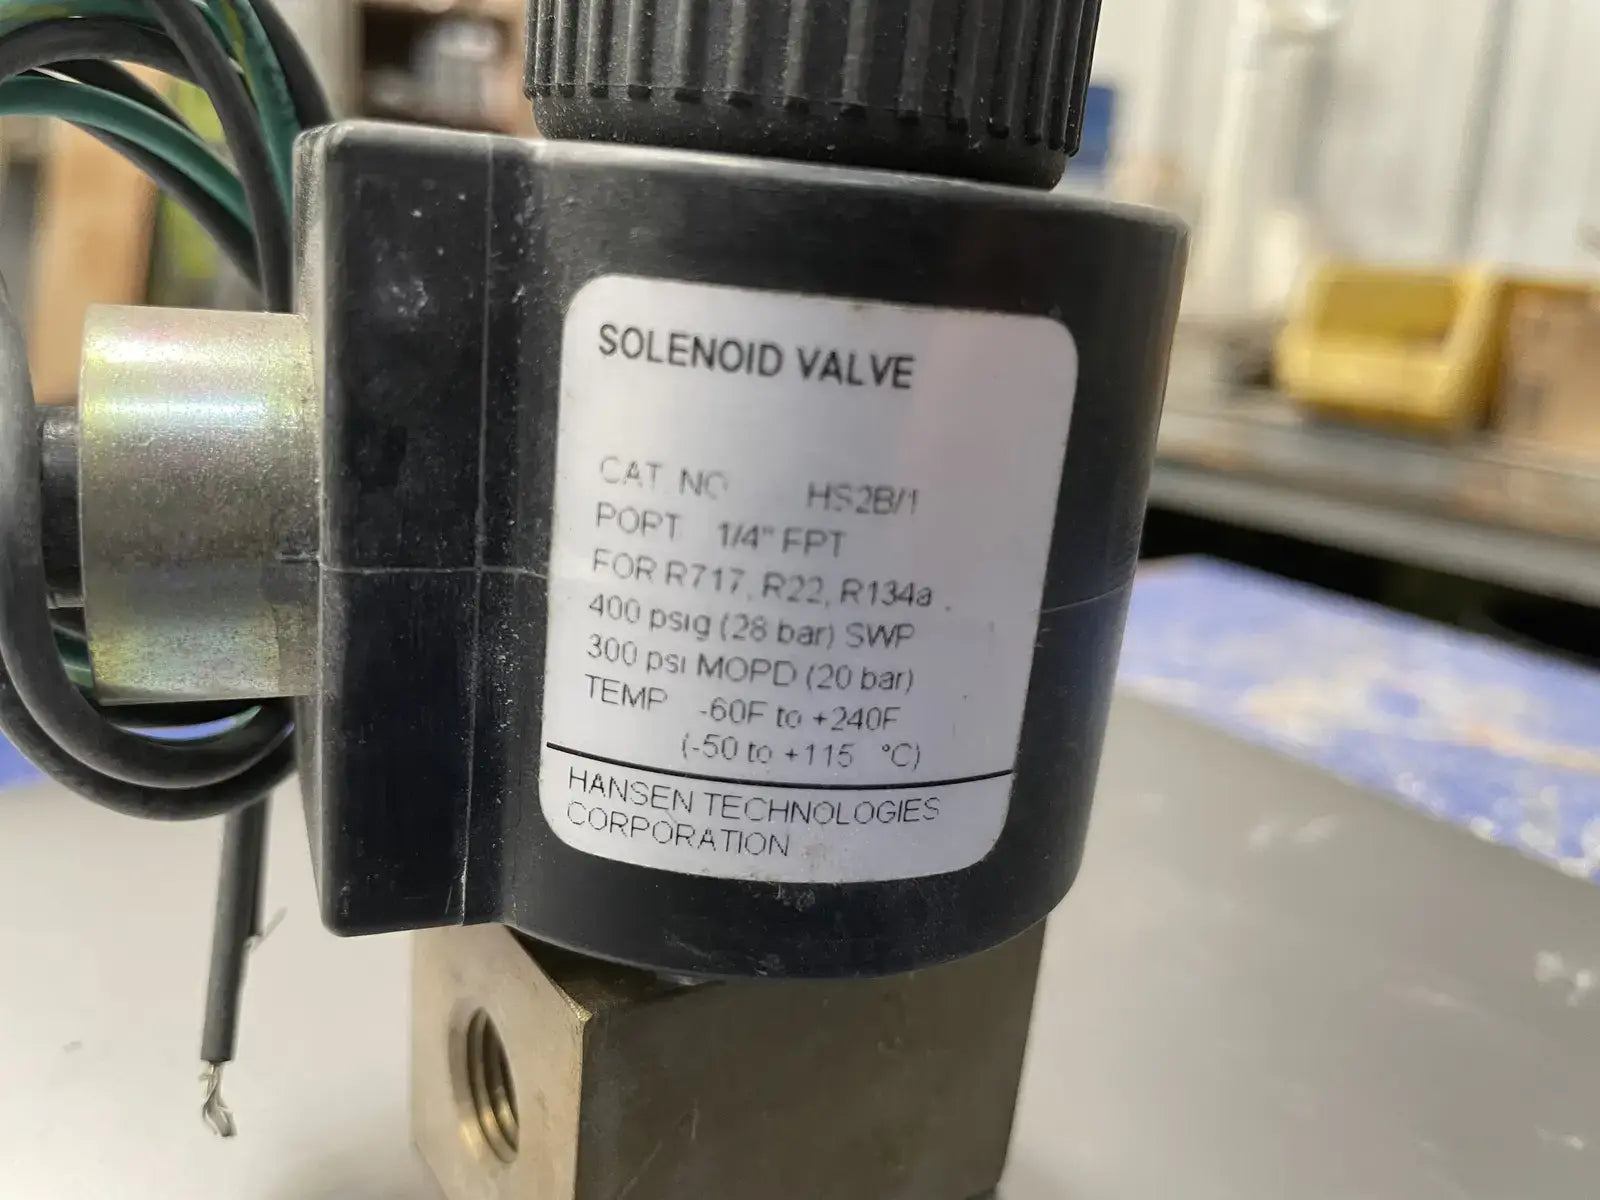 SOLENOID VALVE
CAT NO HS2B/1
PORT 1/4" FPT
FOR R717, R22, R134a
400 psig (28 bar) SWP
300 psi MOPD (20 bar)
TEMP -60F to +240F
(-50 to +115 °C)
HANSEN TECHNOLOGIES
CORPORATION